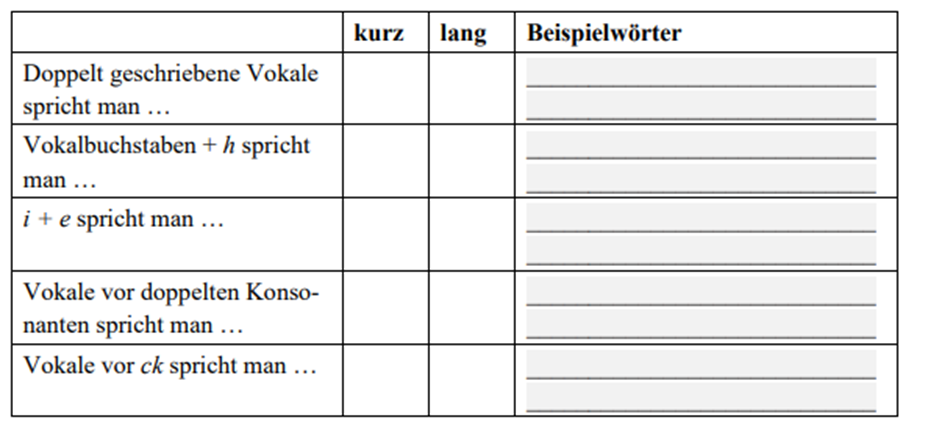 kurz lang Beispielwörter
Doppelt geschriebene Vokale
spricht man …
Vokalbuchstaben + h spricht
man …
i + e spricht man …
Vokale vor doppelten Konso-
nanten spricht man …
Vokale vor ck spricht man …